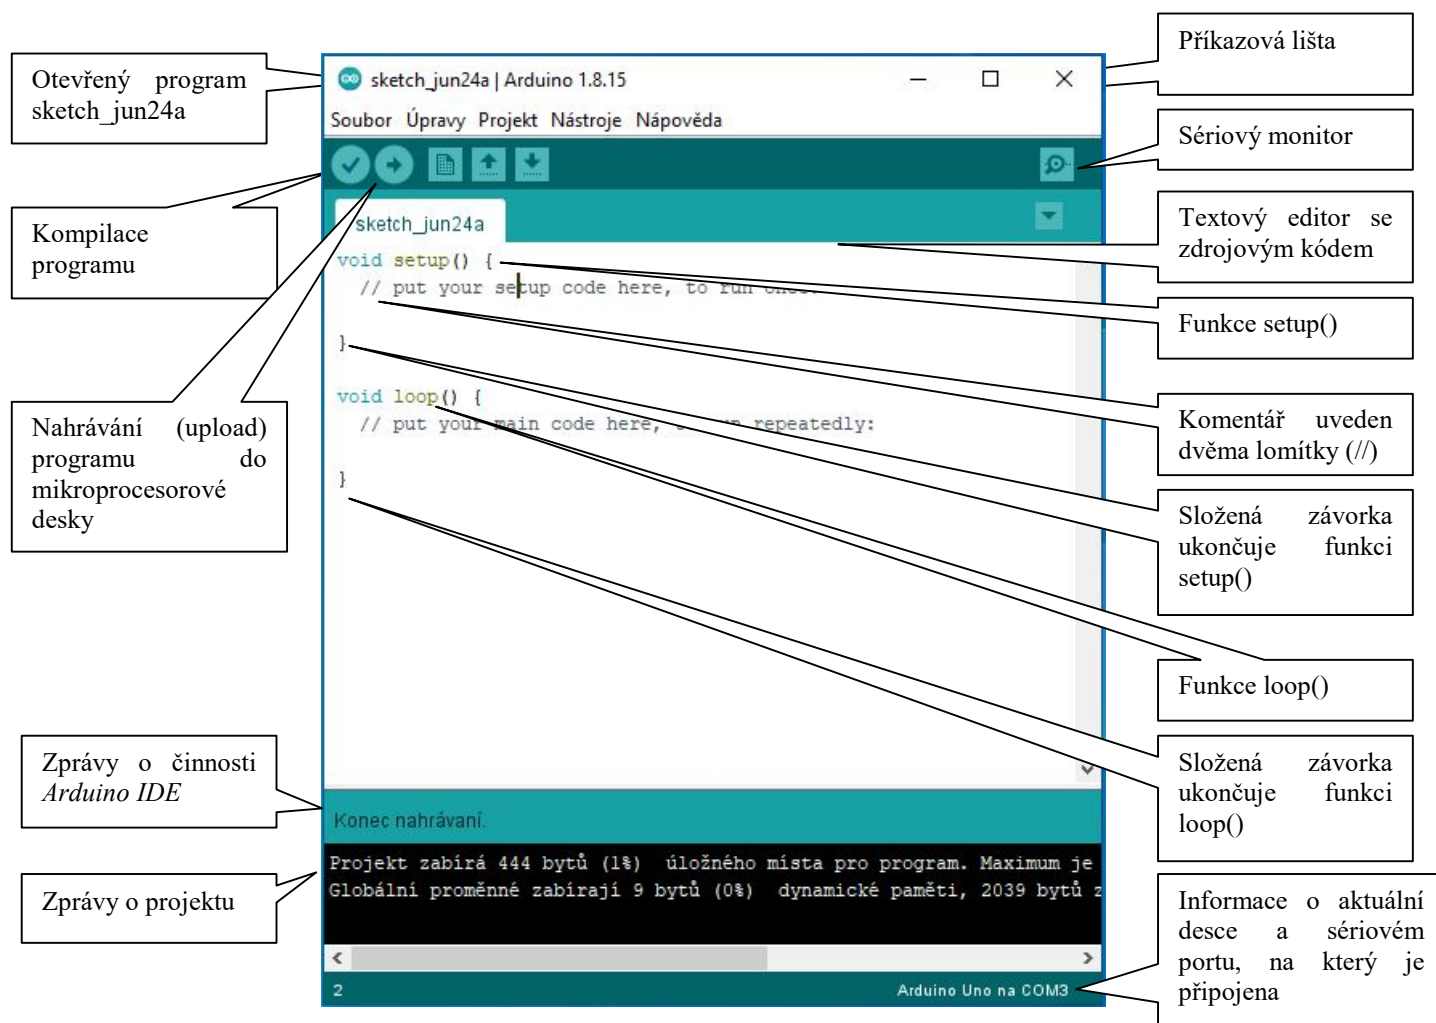 Otevřený program
sketch_jun24a
Kompilace
programu
Nahrávání (upload)
programu do
mikroprocesorové
desky
Zprávy o činnosti
Arduino IDE
Zprávy o projektu
sketch_jun24a | Arduino 1.8.15
Soubor Úpravy Projekt Nástroje Nápověda
sketch_jun24a
void setup() {
// put your setup code here, to run once:
}
void loop() {
// put your main code here, to run repeatedly:
}
Konec nahrávaní.
Projekt zabírá 444 bytů (1%) úložného místa pro program. Maximum je
Globální proměnné zabírají 9 bytů (0%) dynamické paměti, 2039 bytů z
2
Arduino Uno na COM3
Příkazová lišta
Sériový monitor
Textový editor se
zdrojovým kódem
Funkce setup()
Komentář uveden
dvěma lomítky (//)
Složená závorka
ukončuje funkci
setup()
Funkce loop()
Složená závorka
ukončuje funkci
loop()
Informace o aktuální
desce a sériovém
portu, na který je
připojena